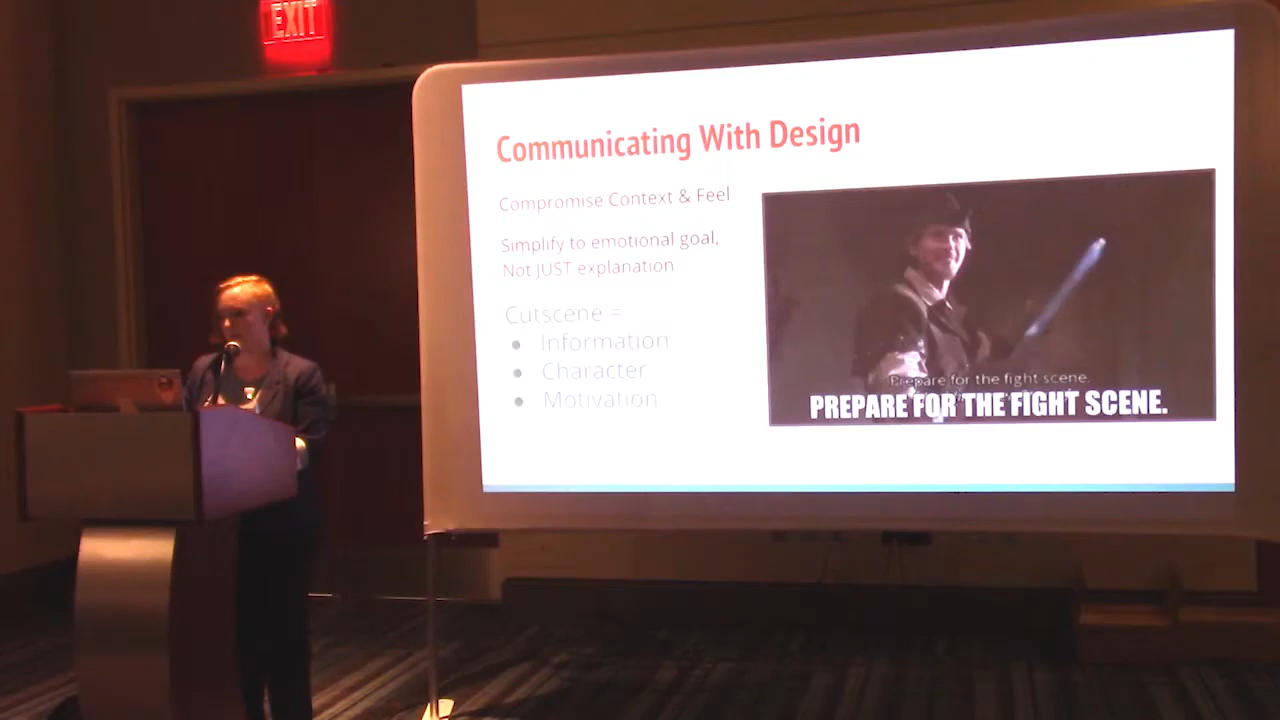 EXIT
Communicating With Design
Compromise Context & Feel
Simplify to emotional goal,
Not JUST explanation
Cutscene =
Information
Character
Motivation
Prepare for the fight scene.
PREPARE FOR THE FIGHT SCENE.